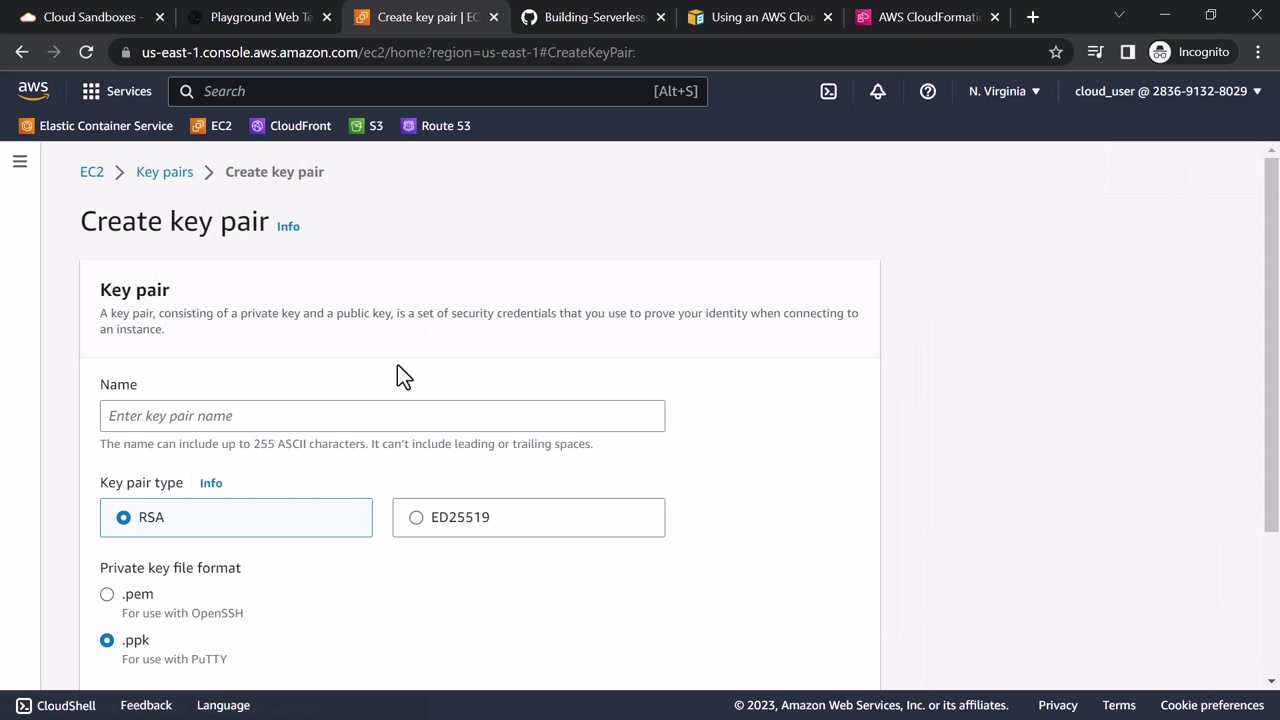 Cloud Sandboxes -
Playground Web Te
Create key pair | EC
Building-Serverless
Using an AWS Clou
AWS CloudFormati
us-east-1.console.aws.amazon.com/ec2/home?region=us-east-1#CreateKeyPair:
Incognito
aws
Services
Search
[Alt+S]
N. Virginia
cloud_user @ 2836-9132-8029
Elastic Container Service
EC2
CloudFront
S3
Route 53
EC2
Key pairs
Create key pair
Create key pair Info
Key pair
A key pair, consisting of a private key and a public key, is a set of security credentials that you use to prove your identity when connecting to
an instance.
Name
Enter key pair name
The name can include up to 255 ASCII characters. It can't include leading or trailing spaces.
Key pair type
Info
RSA
ED25519
Private key file format
.pem
For use with OpenSSH
.ppk
For use with PuTTY
CloudShell
Feedback
Language
© 2023, Amazon Web Services, Inc. or its affiliates.
Privacy
Terms
Cookie preferences